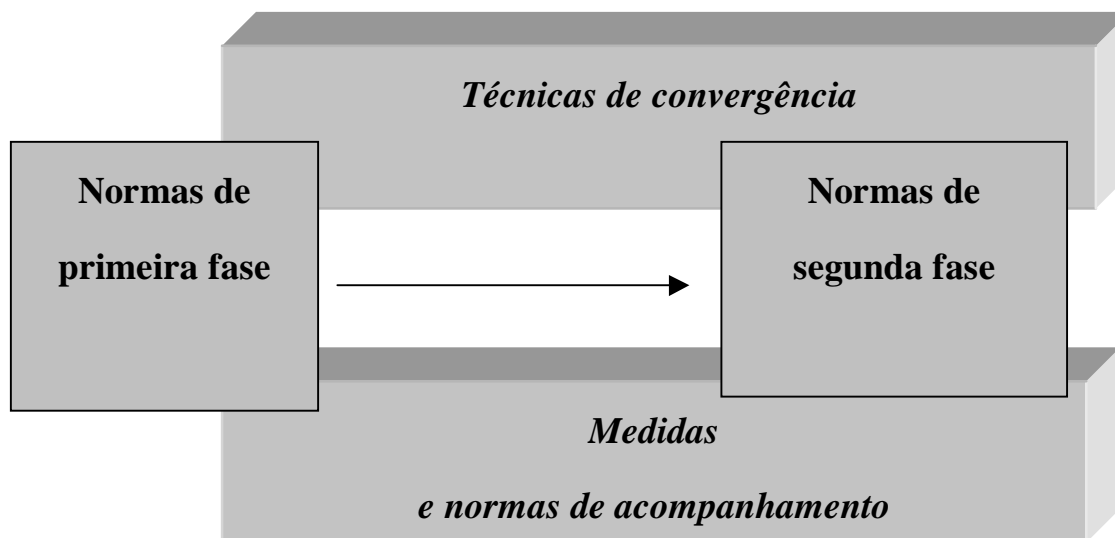 Técnicas de convergência
Normas de
primeira fase
Normas de
segunda fase
Medidas
e normas de acompanhamento